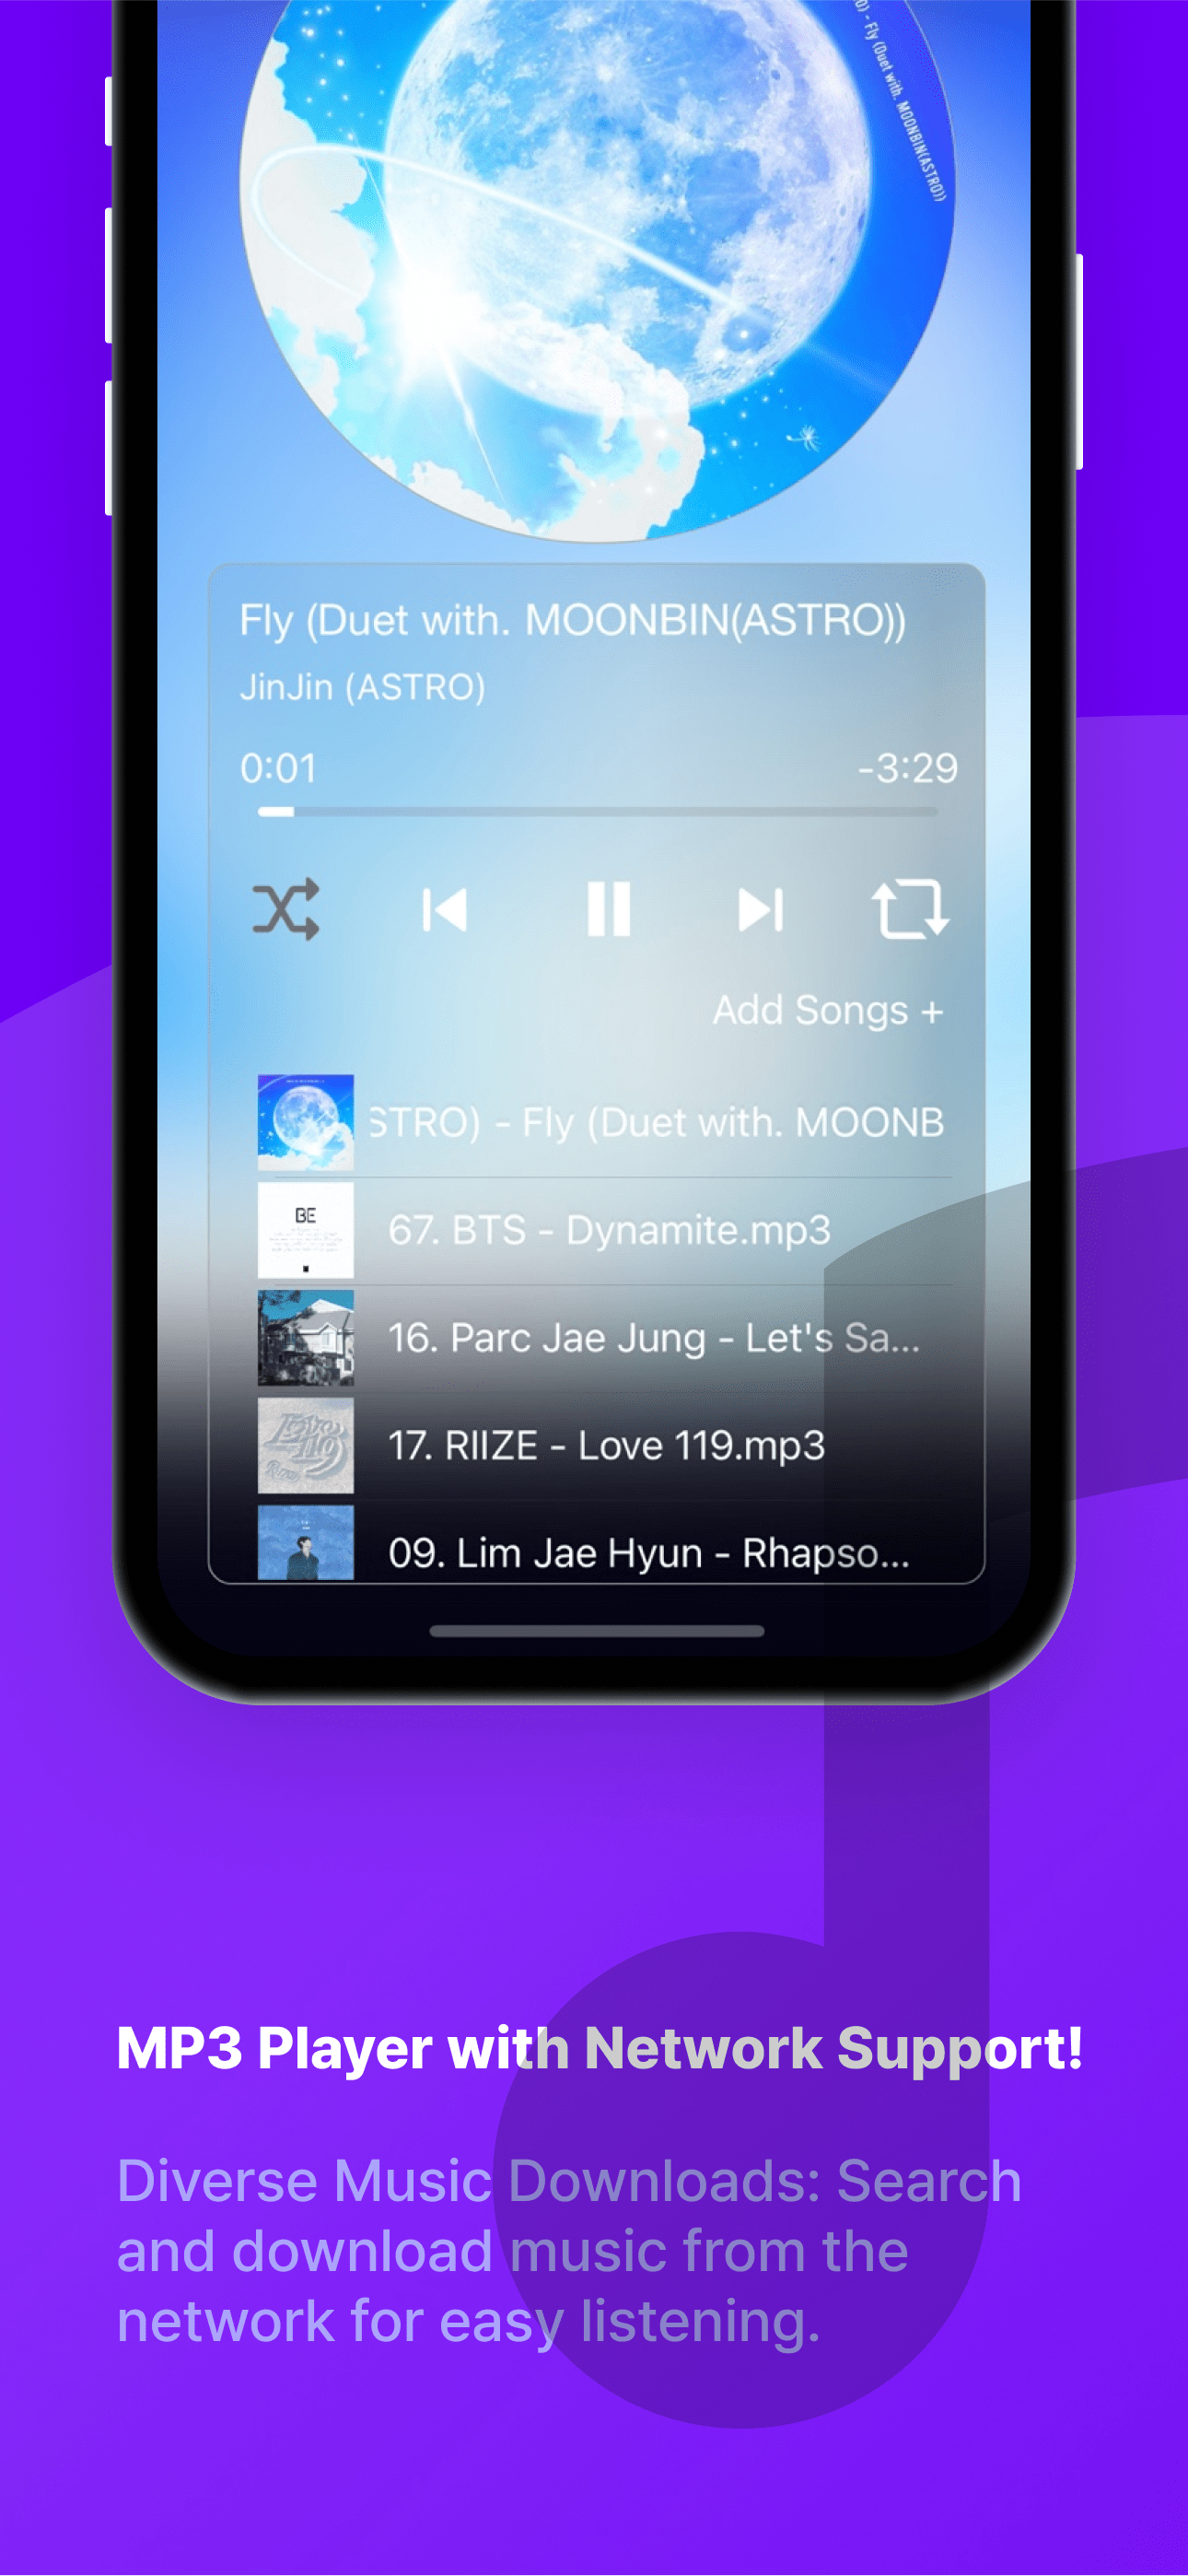 ) - Fly (Duet with. MOONBIN(ASTRO))
Fly (Duet with. MOONBIN(ASTRO))
JinJin (ASTRO)
0:01
-3:29
Add Songs +
STRO) - Fly (Duet with. MOONB
BE
67. BTS - Dynamite.mp3
16. Parc Jae Jung - Let's Sa...
Love 119
17. RIIZE - Love 119.mp3
09. Lim Jae Hyun - Rhapso...
MP3 Player with Network Support!
Diverse Music Downloads: Search
and download music from the
network for easy listening.